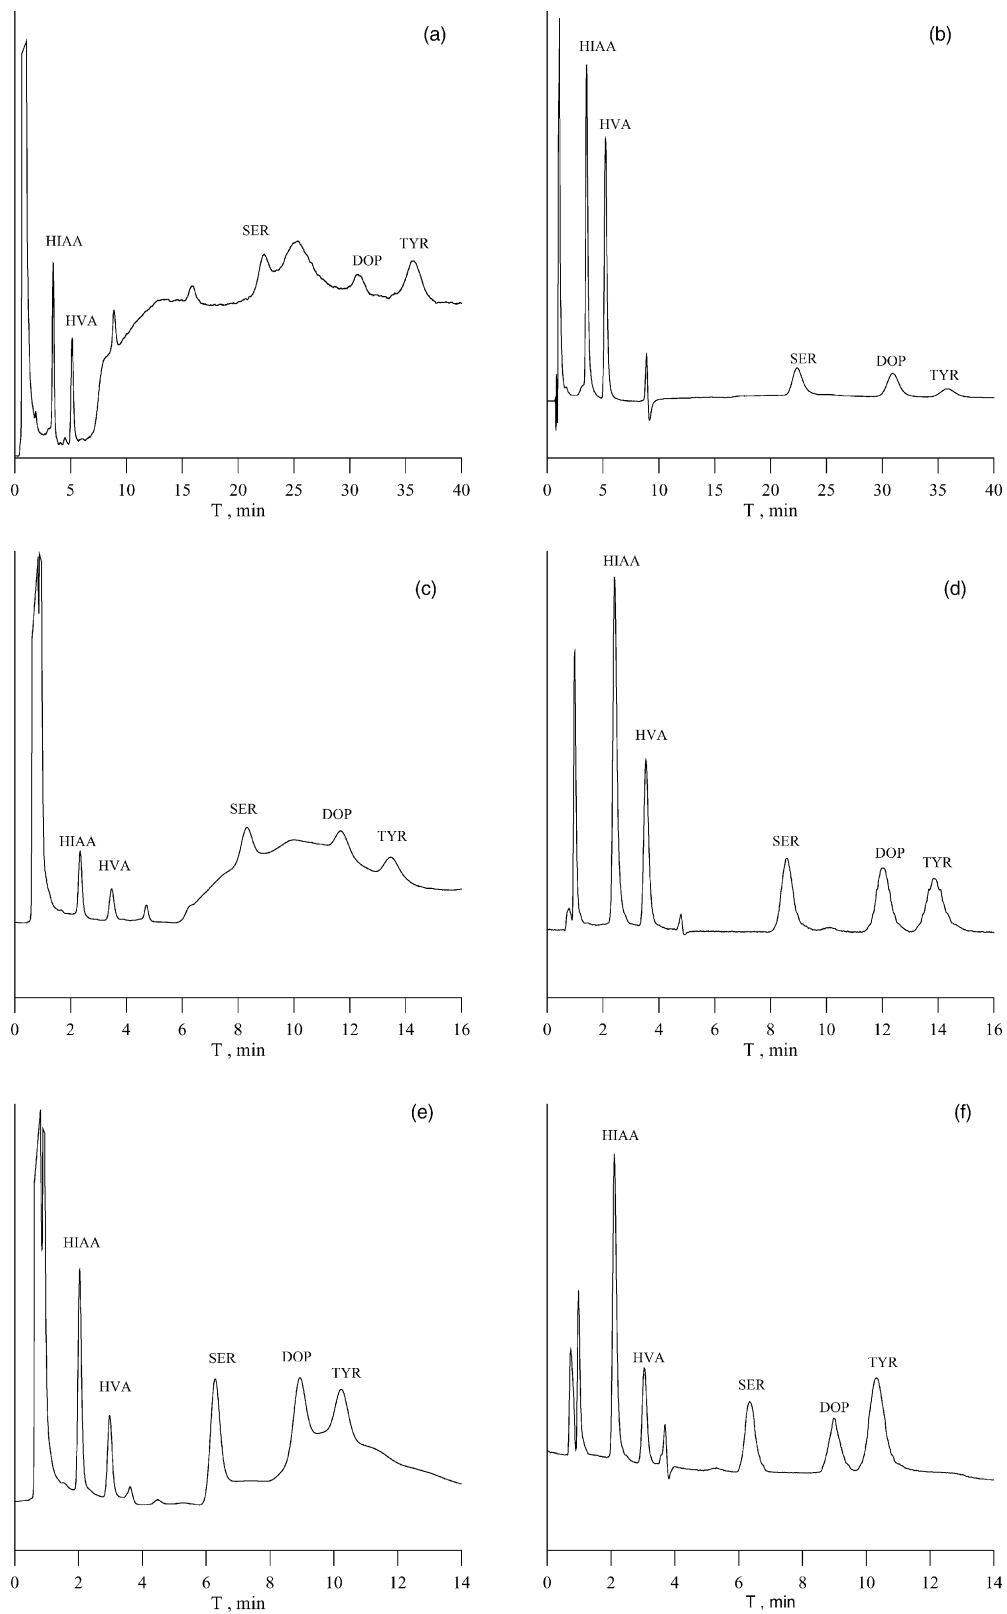 (a)
HIAA
HVA
SER
DOP
TYR
0 5 10 15 20 25 30 35 40
T , min
(b)
HIAA
HVA
SER
DOP
TYR
0 5 10 15 20 25 30 35 40
T , min
(c)
HIAA
HVA
SER
DOP
TYR
0 2 4 6 8 10 12 14 16
T , min
(d)
HIAA
HVA
SER
DOP
TYR
0 2 4 6 8 10 12 14 16
T , min
(e)
HIAA
HVA
SER
DOP
TYR
0 2 4 6 8 10 12 14
T , min
(f)
HIAA
HVA
SER
DOP
TYR
0 2 4 6 8 10 12 14
T , min